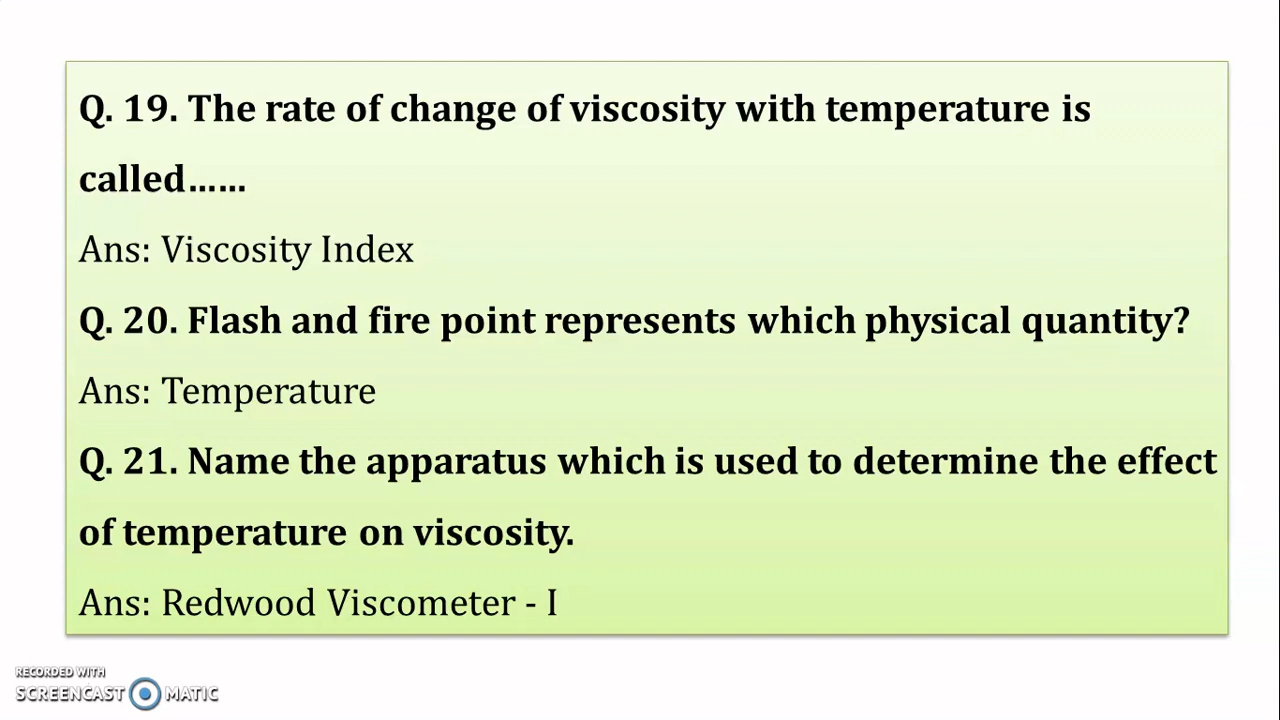 Q. 19. The rate of change of viscosity with temperature is
called......
Ans: Viscosity Index
Q. 20. Flash and fire point represents which physical quantity?
Ans: Temperature
Q. 21. Name the apparatus which is used to determine the effect
of temperature on viscosity.
Ans: Redwood Viscometer - I
RECORDED WITH
SCREENCAST MATIC